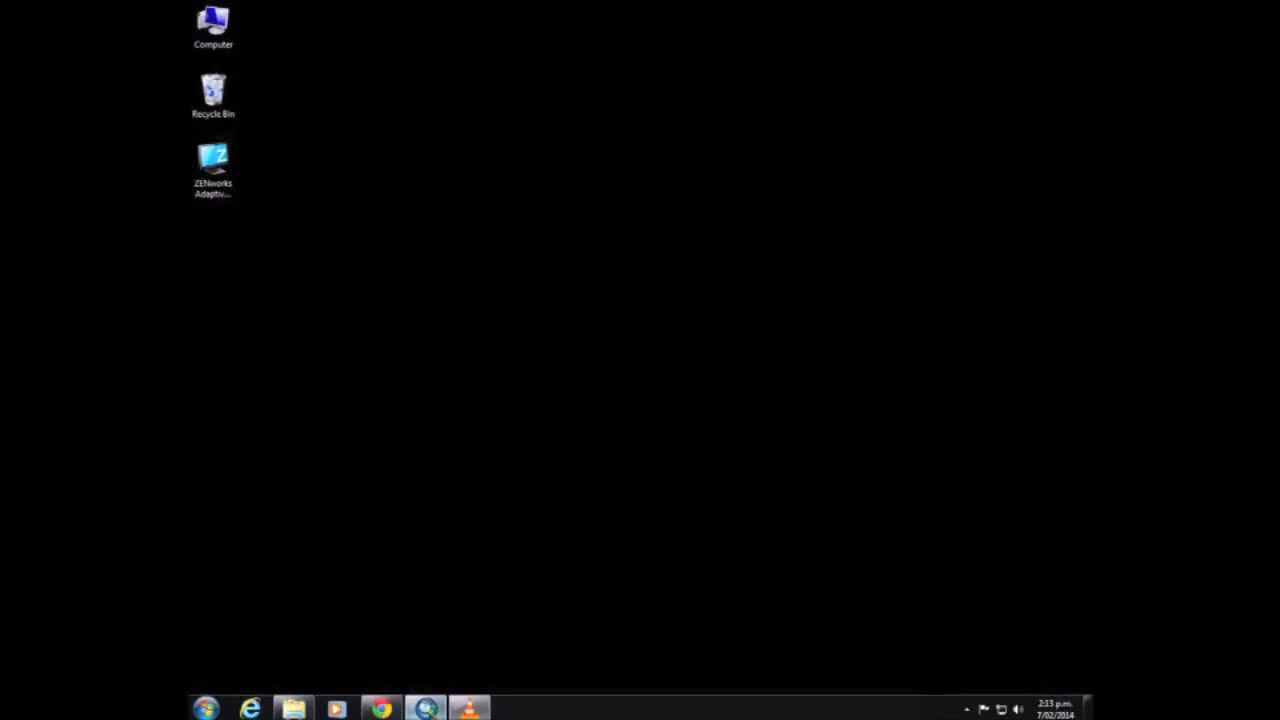 Computer
Recycle Bin
ZENworks
Adaptiv...
2:13 p.m.
7/02/2014